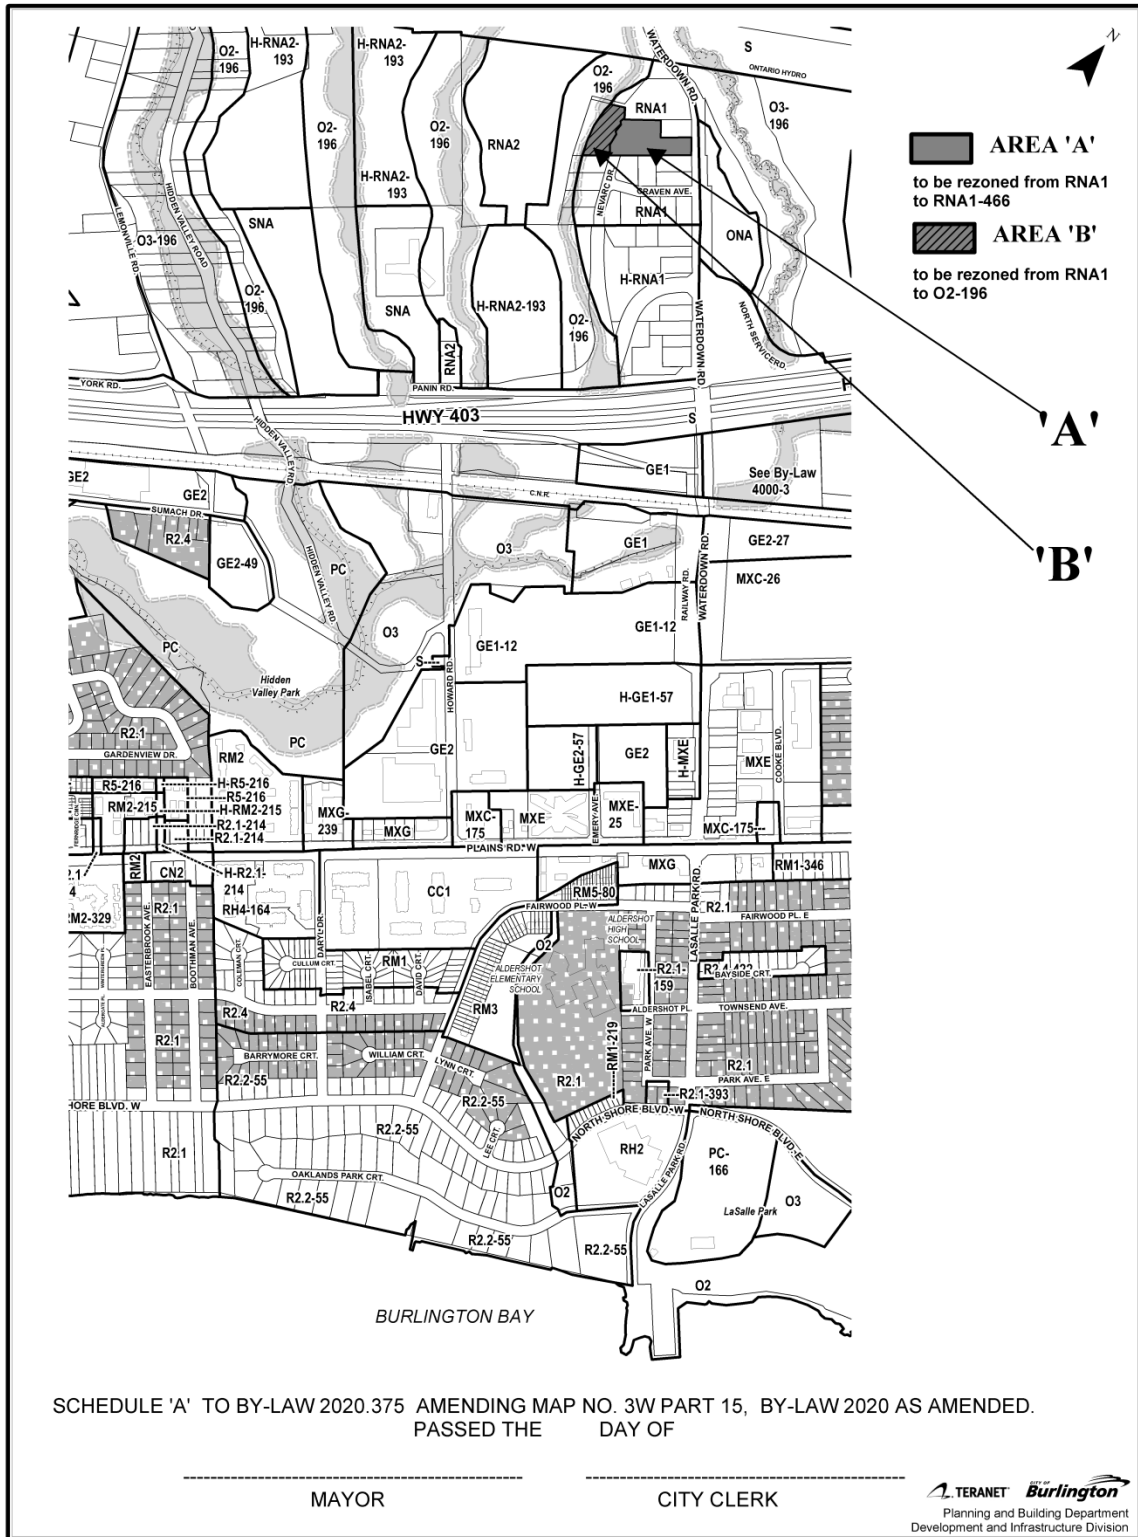 N
O2-
196
H-RNA2-
193
H-RNA2-
193
O2-
196
WATERDOWN RD.
S
ONTARIO HYDRO
O3-
196
O2-
196
O2-
196
RNA1
RNA2
H-RNA2-
193
NEVARC DR.
CRAVEN AVE.
RNA1
LEMONVILLE RD.
HIDDEN VALLEY ROAD
O3-196
SNA
ONA
H-RNA1
O2-
196
SNA
H-RNA2-193
O2-
196
WATERDOWN RD.
NORTH SERVICE RD.
RNA2
YORK RD.
PANIN RD.
H
HWY 403
S
AREA 'A'
to be rezoned from RNA1
to RNA1-466
AREA 'B'
to be rezoned from RNA1
to O2-196
'A'
'B'
HIDDEN VALLEY RD.
GE1
See By-Law
4000-3
GE2
GE2
C.N.R.
SUMACH DR.
R2.4
GE2-49
HIDDEN VALLEY RD.
PC
O3
GE1
RAILWAY RD.
WATERDOWN RD.
GE2-27
MXC-26
PC
O3
GE1-12
GE1-12
S
Hidden
Valley Park
HOWARD RD.
H-GE1-57
PC
R2.1
GARDENVIEW DR.
RM2
GE2
H-GE2-57
GE2
H-MXE
MXE
COOKE BLVD.
R5-216
H-R5-216
R5-216
RM2-215
H-RM2-215
R2.1-214
R2.1-214
MXG-
239
MXG
MXC-
175
MXE
EMERY AVE.
MXE-
25
MXC-175
PLAINS RD. W
RM2
CN2
H-R2.1-
214
RH4-164
CC1
MXG
RM1-346
RM5-80
FAIRWOOD PL. W
LASALLE PARK RD.
R2.1
FAIRWOOD PL. E
RM2-329
EASTERBROOK AVE.
R2.1
BOOTHMAN AVE.
COLEMAN CRT.
DARYL DR.
CULLUM CRT.
RM1
ISABEL CRT.
DAVID CRT.
O2
ALDERSHOT
ELEMENTARY
SCHOOL
ALDERSHOT
HIGH
SCHOOL
R2.1-
159
BAYSIDE CRT.
R2.4
R2.4
RM3
ALDERSHOT PL.
TOWNSEND AVE.
R2.1
BARRYMORE CRT.
WILLIAM CRT.
LYNN CRT.
R2.2-55
R2.2-55
R2.1
RM1-219
PARK AVE. W
R2.1
PARK AVE. E
R2.1-393
HORE BLVD. W
R2.1
R2.2-55
LEE CRT.
NORTH SHORE BLVD. W
NORTH SHORE BLVD. E
OAKLANDS PARK CRT.
R2.2-55
O2
RH2
LASALLE PARK RD.
PC-
166
LaSalle Park
O3
R2.2-55
R2.2-55
O2
BURLINGTON BAY
SCHEDULE 'A' TO BY-LAW 2020.375 AMENDING MAP NO. 3W PART 15, BY-LAW 2020 AS AMENDED.
PASSED THE DAY OF
MAYOR
CITY CLERK
TERANET
CITY OF
Burlington
Planning and Building Department
Development and Infrastructure Division